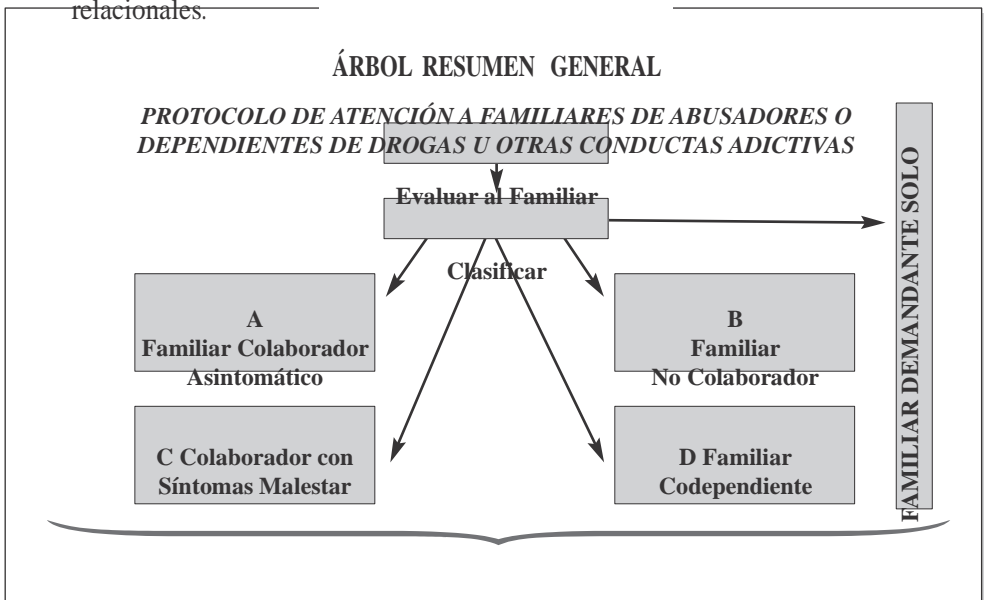 relacionales.
ÁRBOL RESUMEN GENERAL
PROTOCOLO DE ATENCIÓN A FAMILIARES DE ABUSADORES O
DEPENDIENTES DE DROGAS U OTRAS CONDUCTAS ADICTIVAS
Evaluar al Familiar
Clasificar
A
Familiar Colaborador
Asintomático
B
Familiar
No Colaborador
C Colaborador con
Síntomas Malestar
D Familiar
Codependiente
FAMILIAR DEMANDANTE SOLO